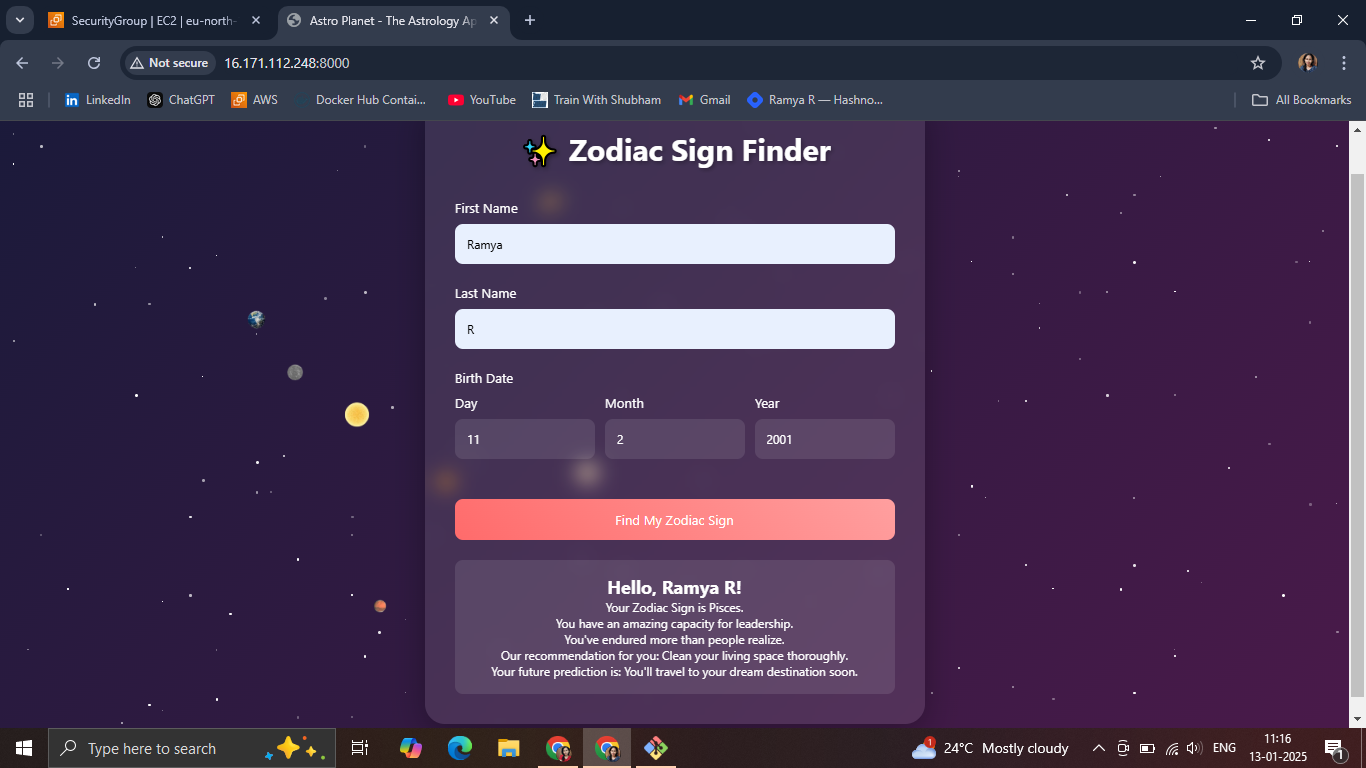 SecurityGroup | EC2 | eu-north-
Astro Planet - The Astrology Ap
Not secure
16.171.112.248:8000
LinkedIn
ChatGPT
AWS
Docker Hub Contai...
YouTube
Train With Shubham
Gmail
Ramya R — Hashno...
All Bookmarks
✨ Zodiac Sign Finder
First Name
Ramya
Last Name
R
Birth Date
Day Month Year
11 2 2001
Find My Zodiac Sign
Hello, Ramya R!
Your Zodiac Sign is Pisces.
You have an amazing capacity for leadership.
You've endured more than people realize.
Our recommendation for you: Clean your living space thoroughly.
Your future prediction is: You'll travel to your dream destination soon.
Type here to search
1
24°C Mostly cloudy
ENG
11:16
13-01-2025
1